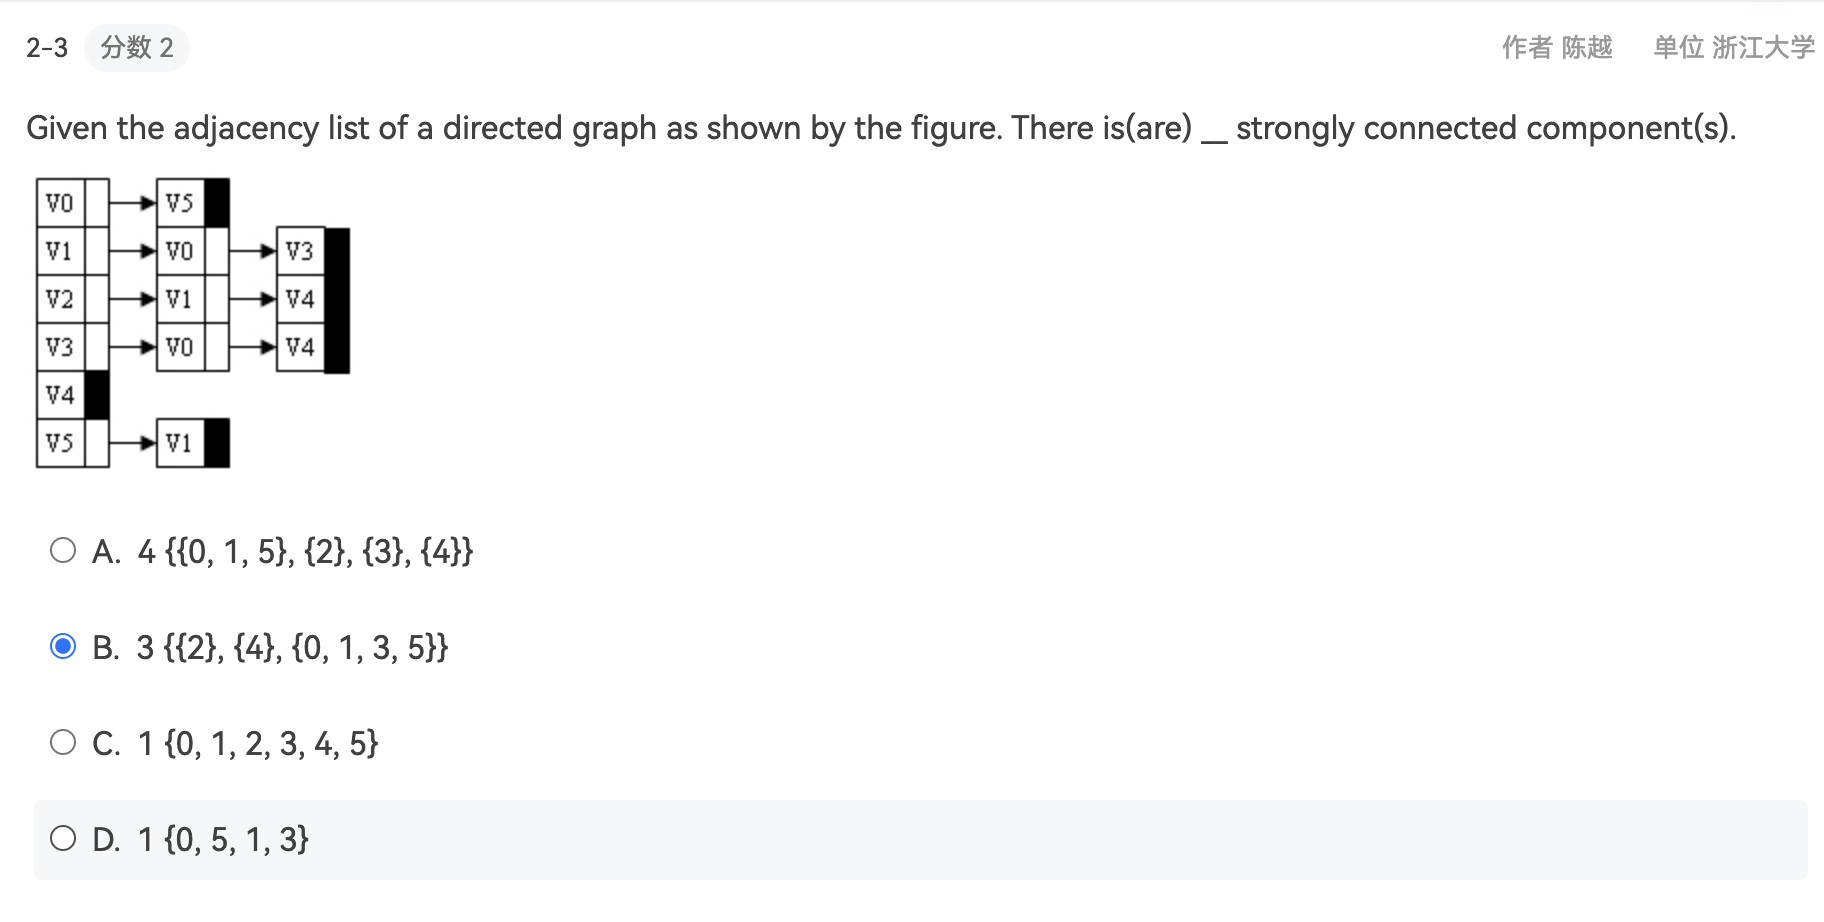 2-3 分数 2 作者 陈越 单位 浙江大学
Given the adjacency list of a directed graph as shown by the figure. There is(are) __ strongly connected component(s).
V0 V5
V1 V0 V3
V2 V1 V4
V3 V0 V4
V4
V5 V1
A. 4 {{0, 1, 5}, {2}, {3}, {4}}
B. 3 {{2}, {4}, {0, 1, 3, 5}}
C. 1 {0, 1, 2, 3, 4, 5}
D. 1 {0, 5, 1, 3}